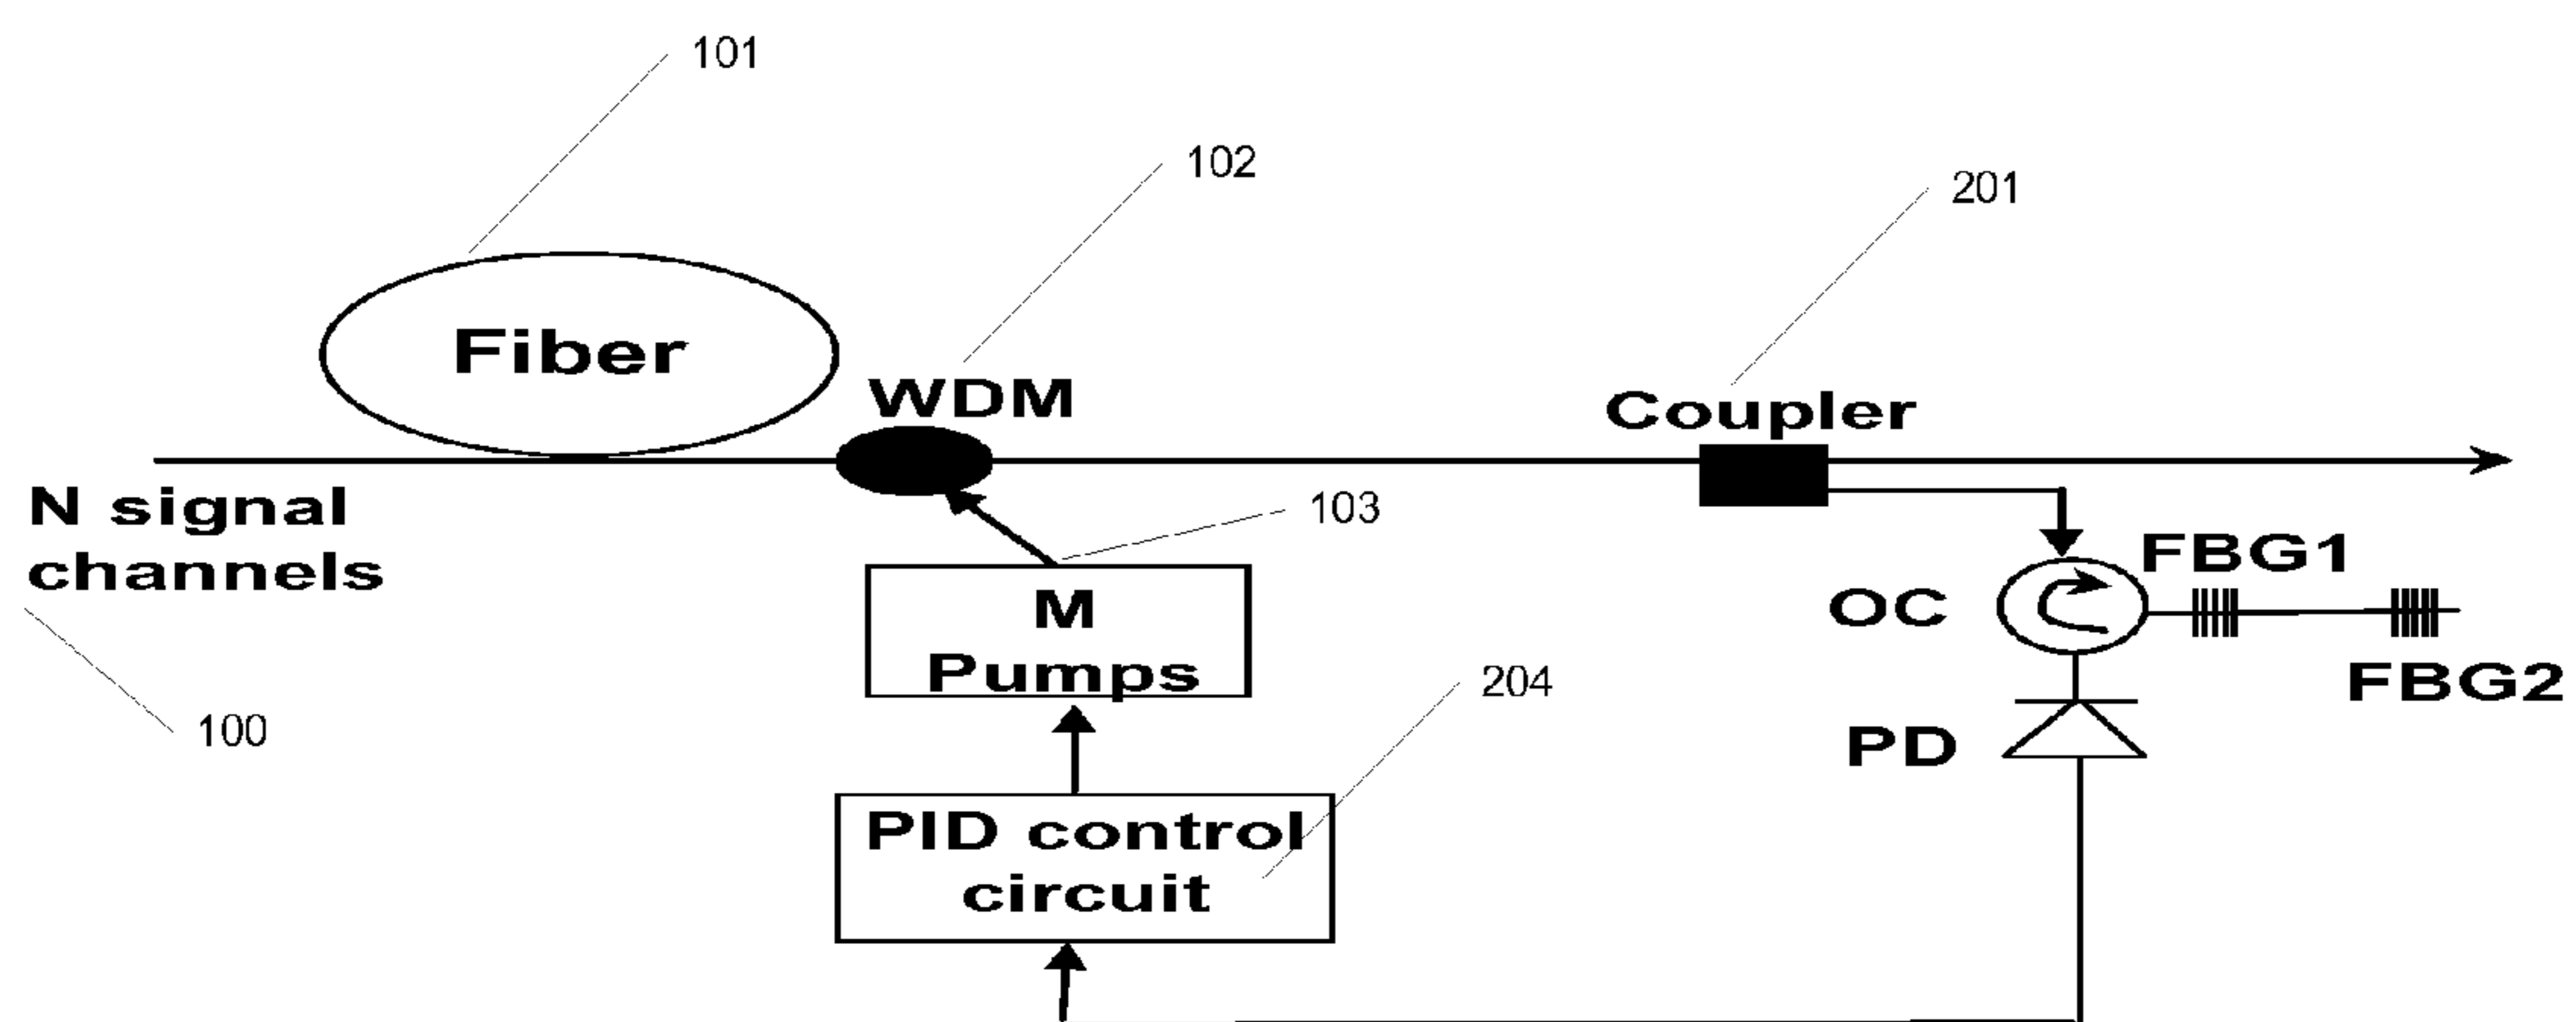 101
102
201
Fiber
WDM
Coupler
N signal
channels
103
FBG1
M
Pumps
OC
FBG2
204
100
PD
PID control
circuit